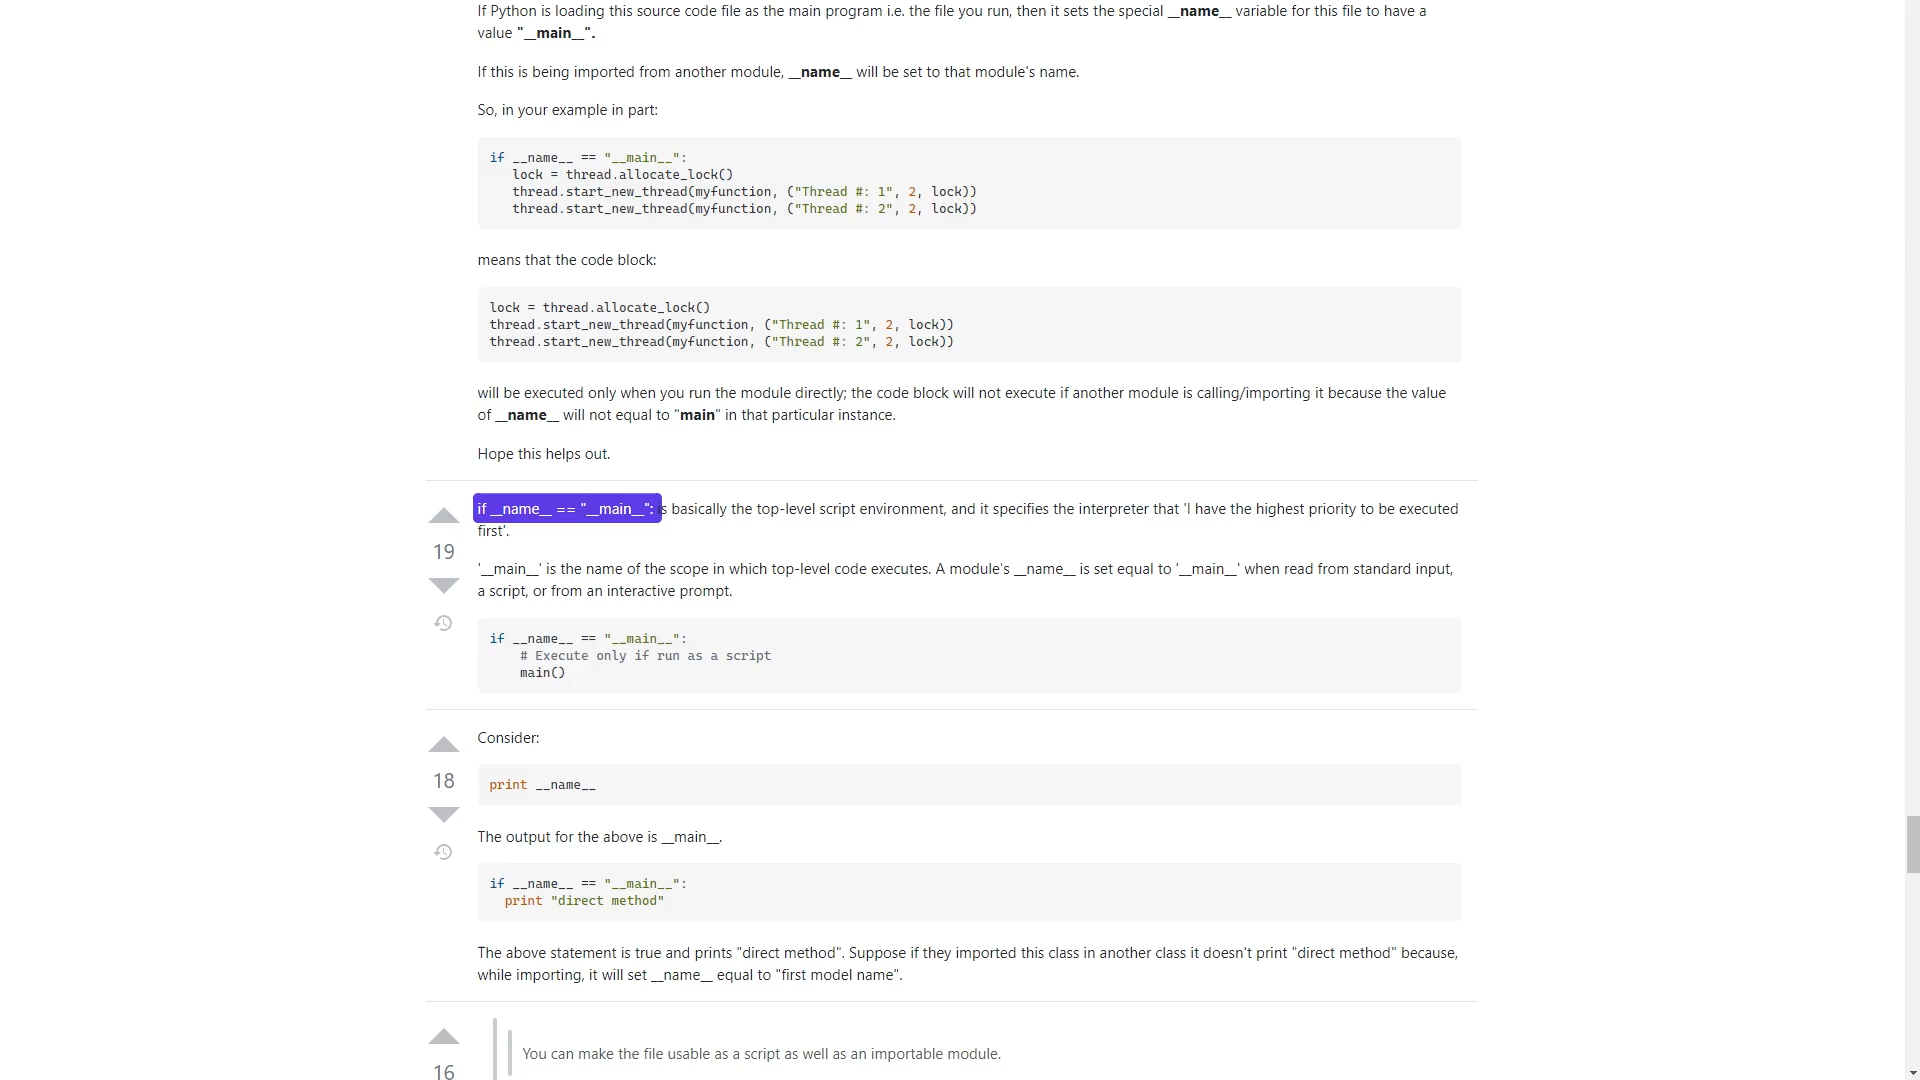 If Python is loading this source code file as the main program i.e. the file you run, then it sets the special __name__ variable for this file to have a
value "__main__".
If this is being imported from another module, __name__ will be set to that module's name.
So, in your example in part:
if __name__ == "__main__":
   lock = thread.allocate_lock()
   thread.start_new_thread(myfunction, ("Thread #: 1", 2, lock))
   thread.start_new_thread(myfunction, ("Thread #: 2", 2, lock))
means that the code block:
lock = thread.allocate_lock()
thread.start_new_thread(myfunction, ("Thread #: 1", 2, lock))
thread.start_new_thread(myfunction, ("Thread #: 2", 2, lock))
will be executed only when you run the module directly; the code block will not execute if another module is calling/importing it because the value
of __name__ will not equal to "main" in that particular instance.
Hope this helps out.
if __name__ == "__main__": is basically the top-level script environment, and it specifies the interpreter that 'I have the highest priority to be executed
first'.
19
'__main__' is the name of the scope in which top-level code executes. A module’s __name__ is set equal to '__main__' when read from standard input,
a script, or from an interactive prompt.
if __name__ == "__main__":
    # Execute only if run as a script
    main()
Consider:
18
print __name__
The output for the above is __main__.
if __name__ == "__main__":
  print "direct method"
The above statement is true and prints "direct method". Suppose if they imported this class in another class it doesn't print "direct method" because,
while importing, it will set __name__ equal to "first model name".
You can make the file usable as a script as well as an importable module.
16